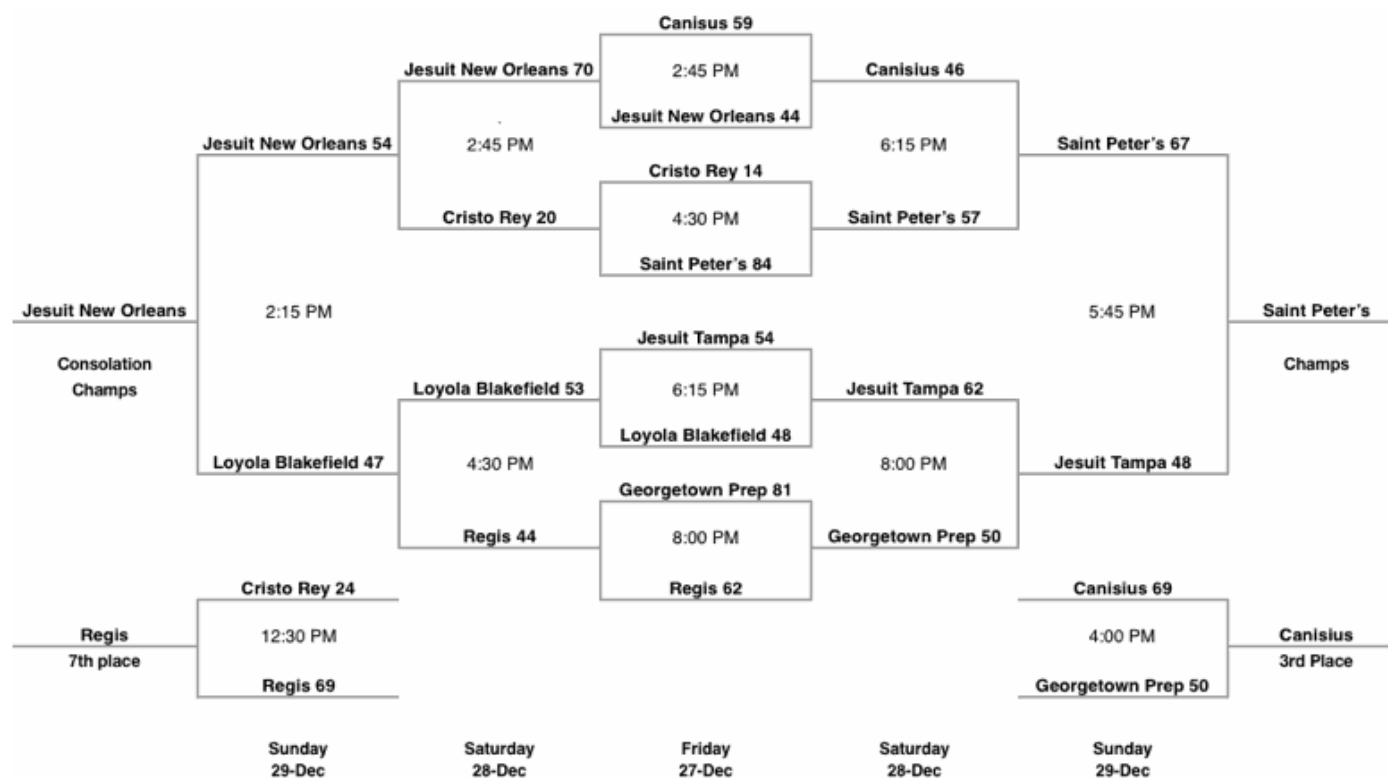 Canisus 59
Jesuit New Orleans 70
2:45 PM
Canisius 46
Jesuit New Orleans 44
Jesuit New Orleans 54
2:45 PM
6:15 PM
Saint Peter's 67
Cristo Rey 14
Cristo Rey 20
4:30 PM
Saint Peter's 57
Saint Peter's 84
Jesuit New Orleans
2:15 PM
5:45 PM
Saint Peter's
Jesuit Tampa 54
Consolation
Champs
Champs
Loyola Blakefield 53
6:15 PM
Jesuit Tampa 62
Loyola Blakefield 48
Loyola Blakefield 47
4:30 PM
8:00 PM
Jesuit Tampa 48
Georgetown Prep 81
Regis 44
8:00 PM
Georgetown Prep 50
Cristo Rey 24
Regis 62
Canisius 69
Regis
7th place
12:30 PM
4:00 PM
Canisius
3rd Place
Regis 69
Georgetown Prep 50
Sunday
29-Dec
Saturday
28-Dec
Friday
27-Dec
Saturday
28-Dec
Sunday
29-Dec